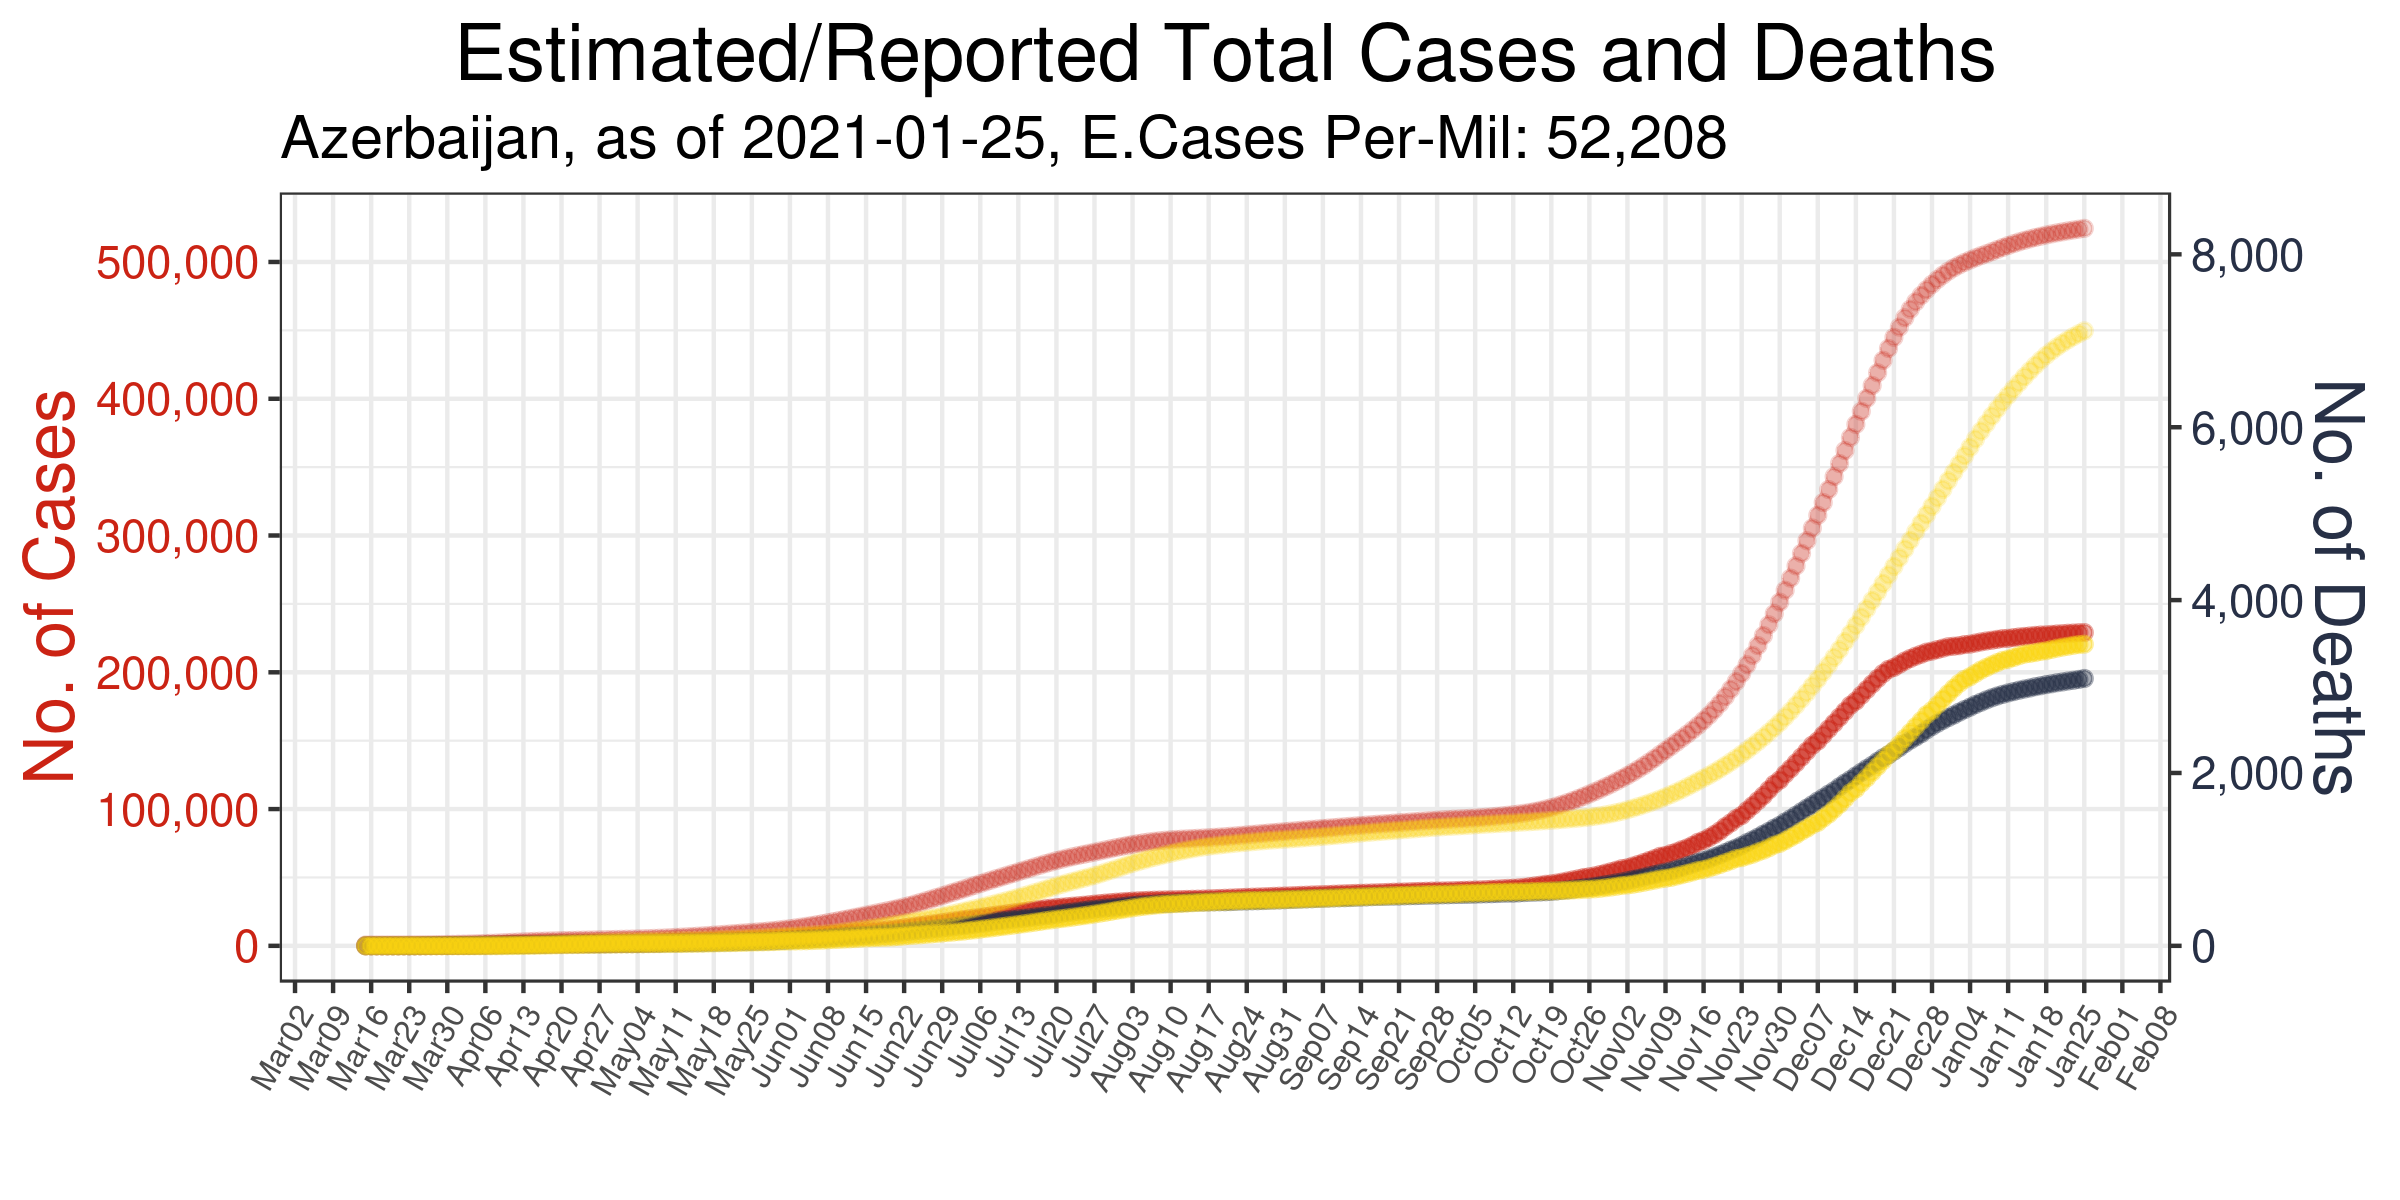 Estimated/Reported Total Cases and Deaths
Azerbaijan, as of 2021-01-25, E.Cases Per-Mil: 52,208
No. of Cases
500,000
400,000
300,000
200,000
100,000
0
8,000
6,000
4,000
2,000
0
No. of Deaths
Mar02
Mar09
Mar16
Mar23
Mar30
Apr06
Apr13
Apr20
Apr27
May04
May11
May18
May25
Jun01
Jun08
Jun15
Jun22
Jun29
Jul06
Jul13
Jul20
Jul27
Aug03
Aug10
Aug17
Aug24
Aug31
Sep07
Sep14
Sep21
Sep28
Oct05
Oct12
Oct19
Oct26
Nov02
Nov09
Nov16
Nov23
Nov30
Dec07
Dec14
Dec21
Dec28
Jan04
Jan11
Jan18
Jan25
Feb01
Feb08